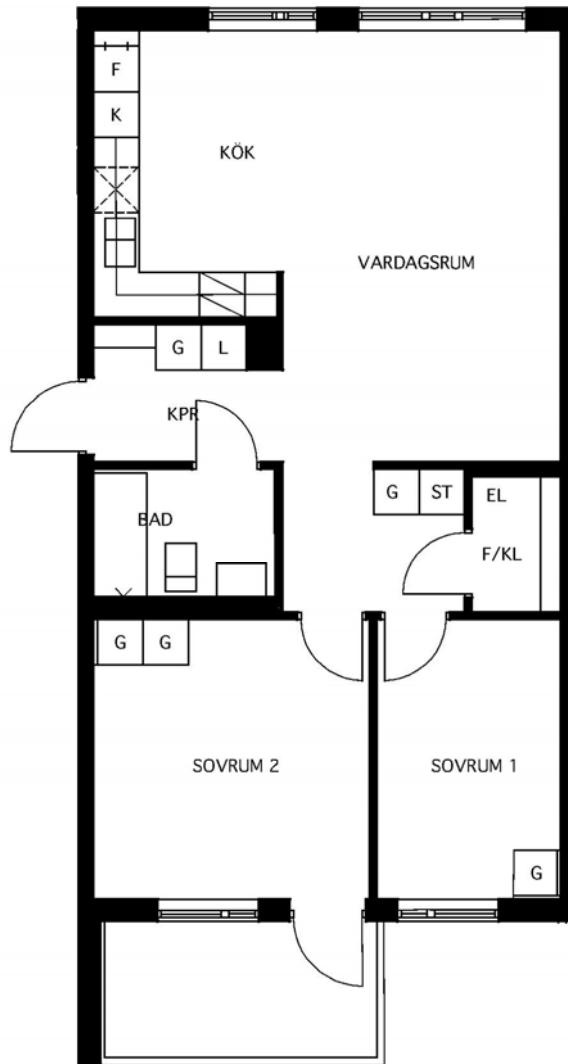 F
K
KÖK
VARDAGSRUM
G L
KPR
G ST EL
BAD
F/KL
G G
SOVRUM 2 SOVRUM 1
G